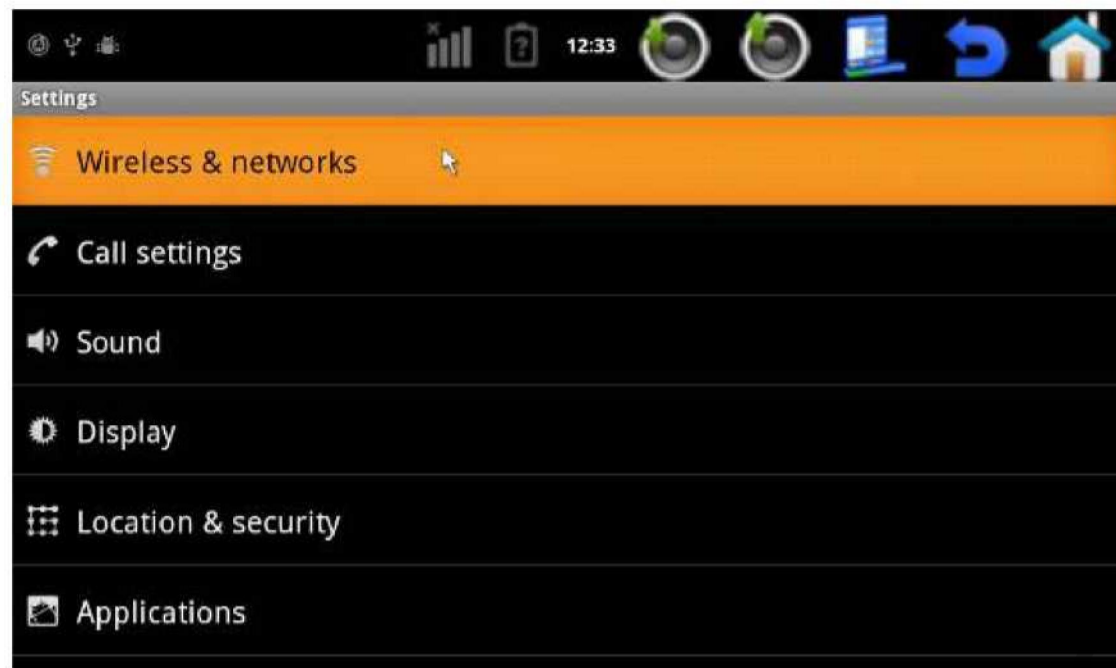 12:33
Settings
Wireless & networks
Call settings
Sound
Display
Location & security
Applications